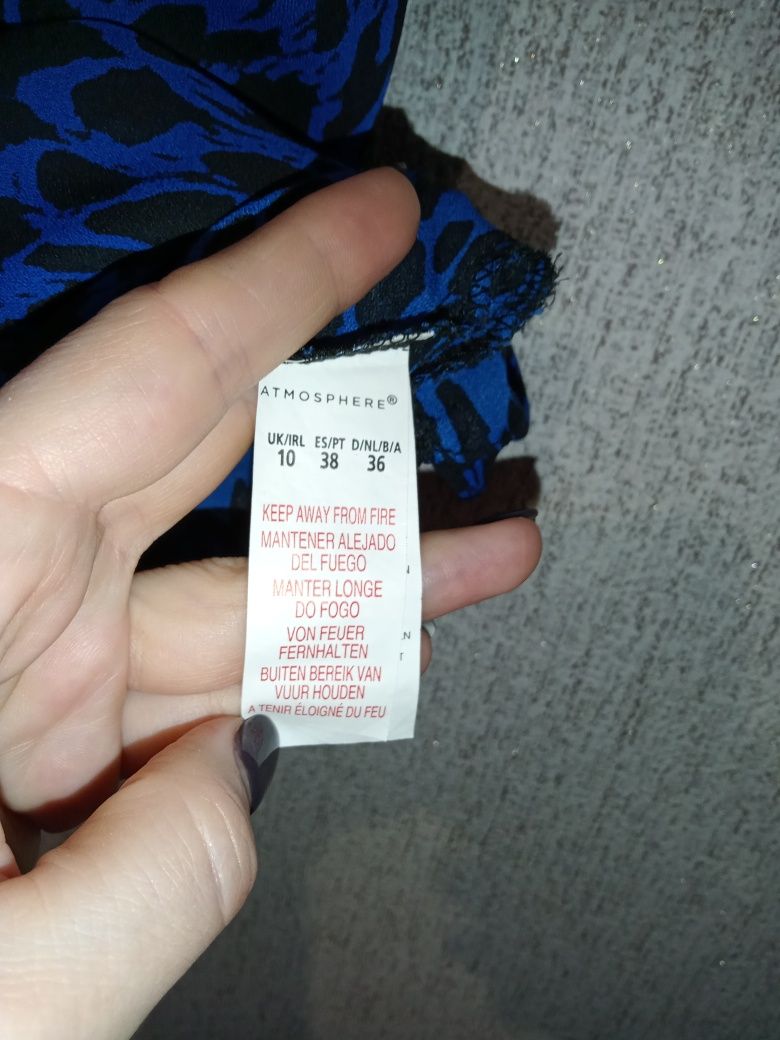 ATMOSPHERE®
UK/IRL ES/PT D/NL/B/A
10 38 36
KEEP AWAY FROM FIRE
MANTENER ALEJADO
DEL FUEGO
MANTER LONGE
DO FOGO
VON FEUER
FERNHALTEN
BUITEN BEREIK VAN
VUUR HOUDEN
A TENIR ÉLOIGNÉ DU FEU